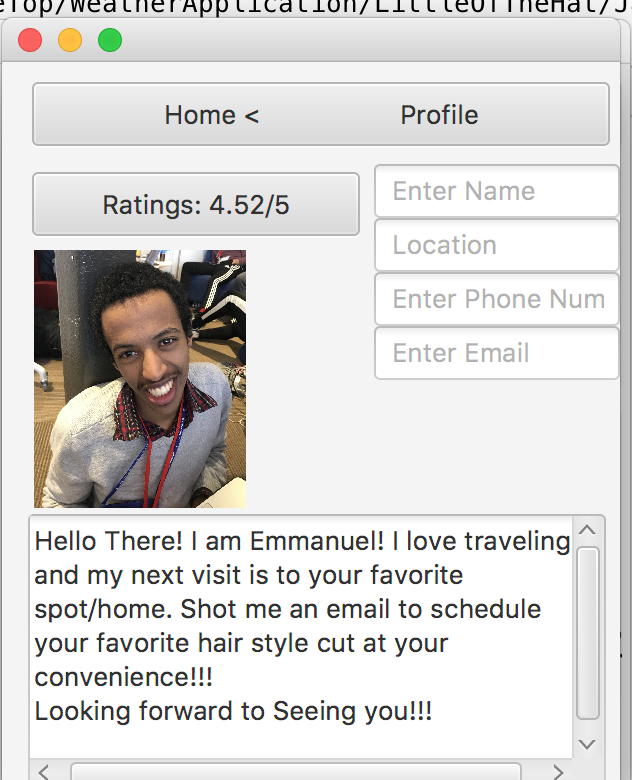 eTop/WeatherApplication/LittleOffTheHat/J
Home < Profile
Ratings: 4.52/5
Enter Name
Location
Enter Phone Num
Enter Email
Hello There! I am Emmanuel! I love traveling
and my next visit is to your favorite
spot/home. Shot me an email to schedule
your favorite hair style cut at your
convenience!!!
Looking forward to Seeing you!!!